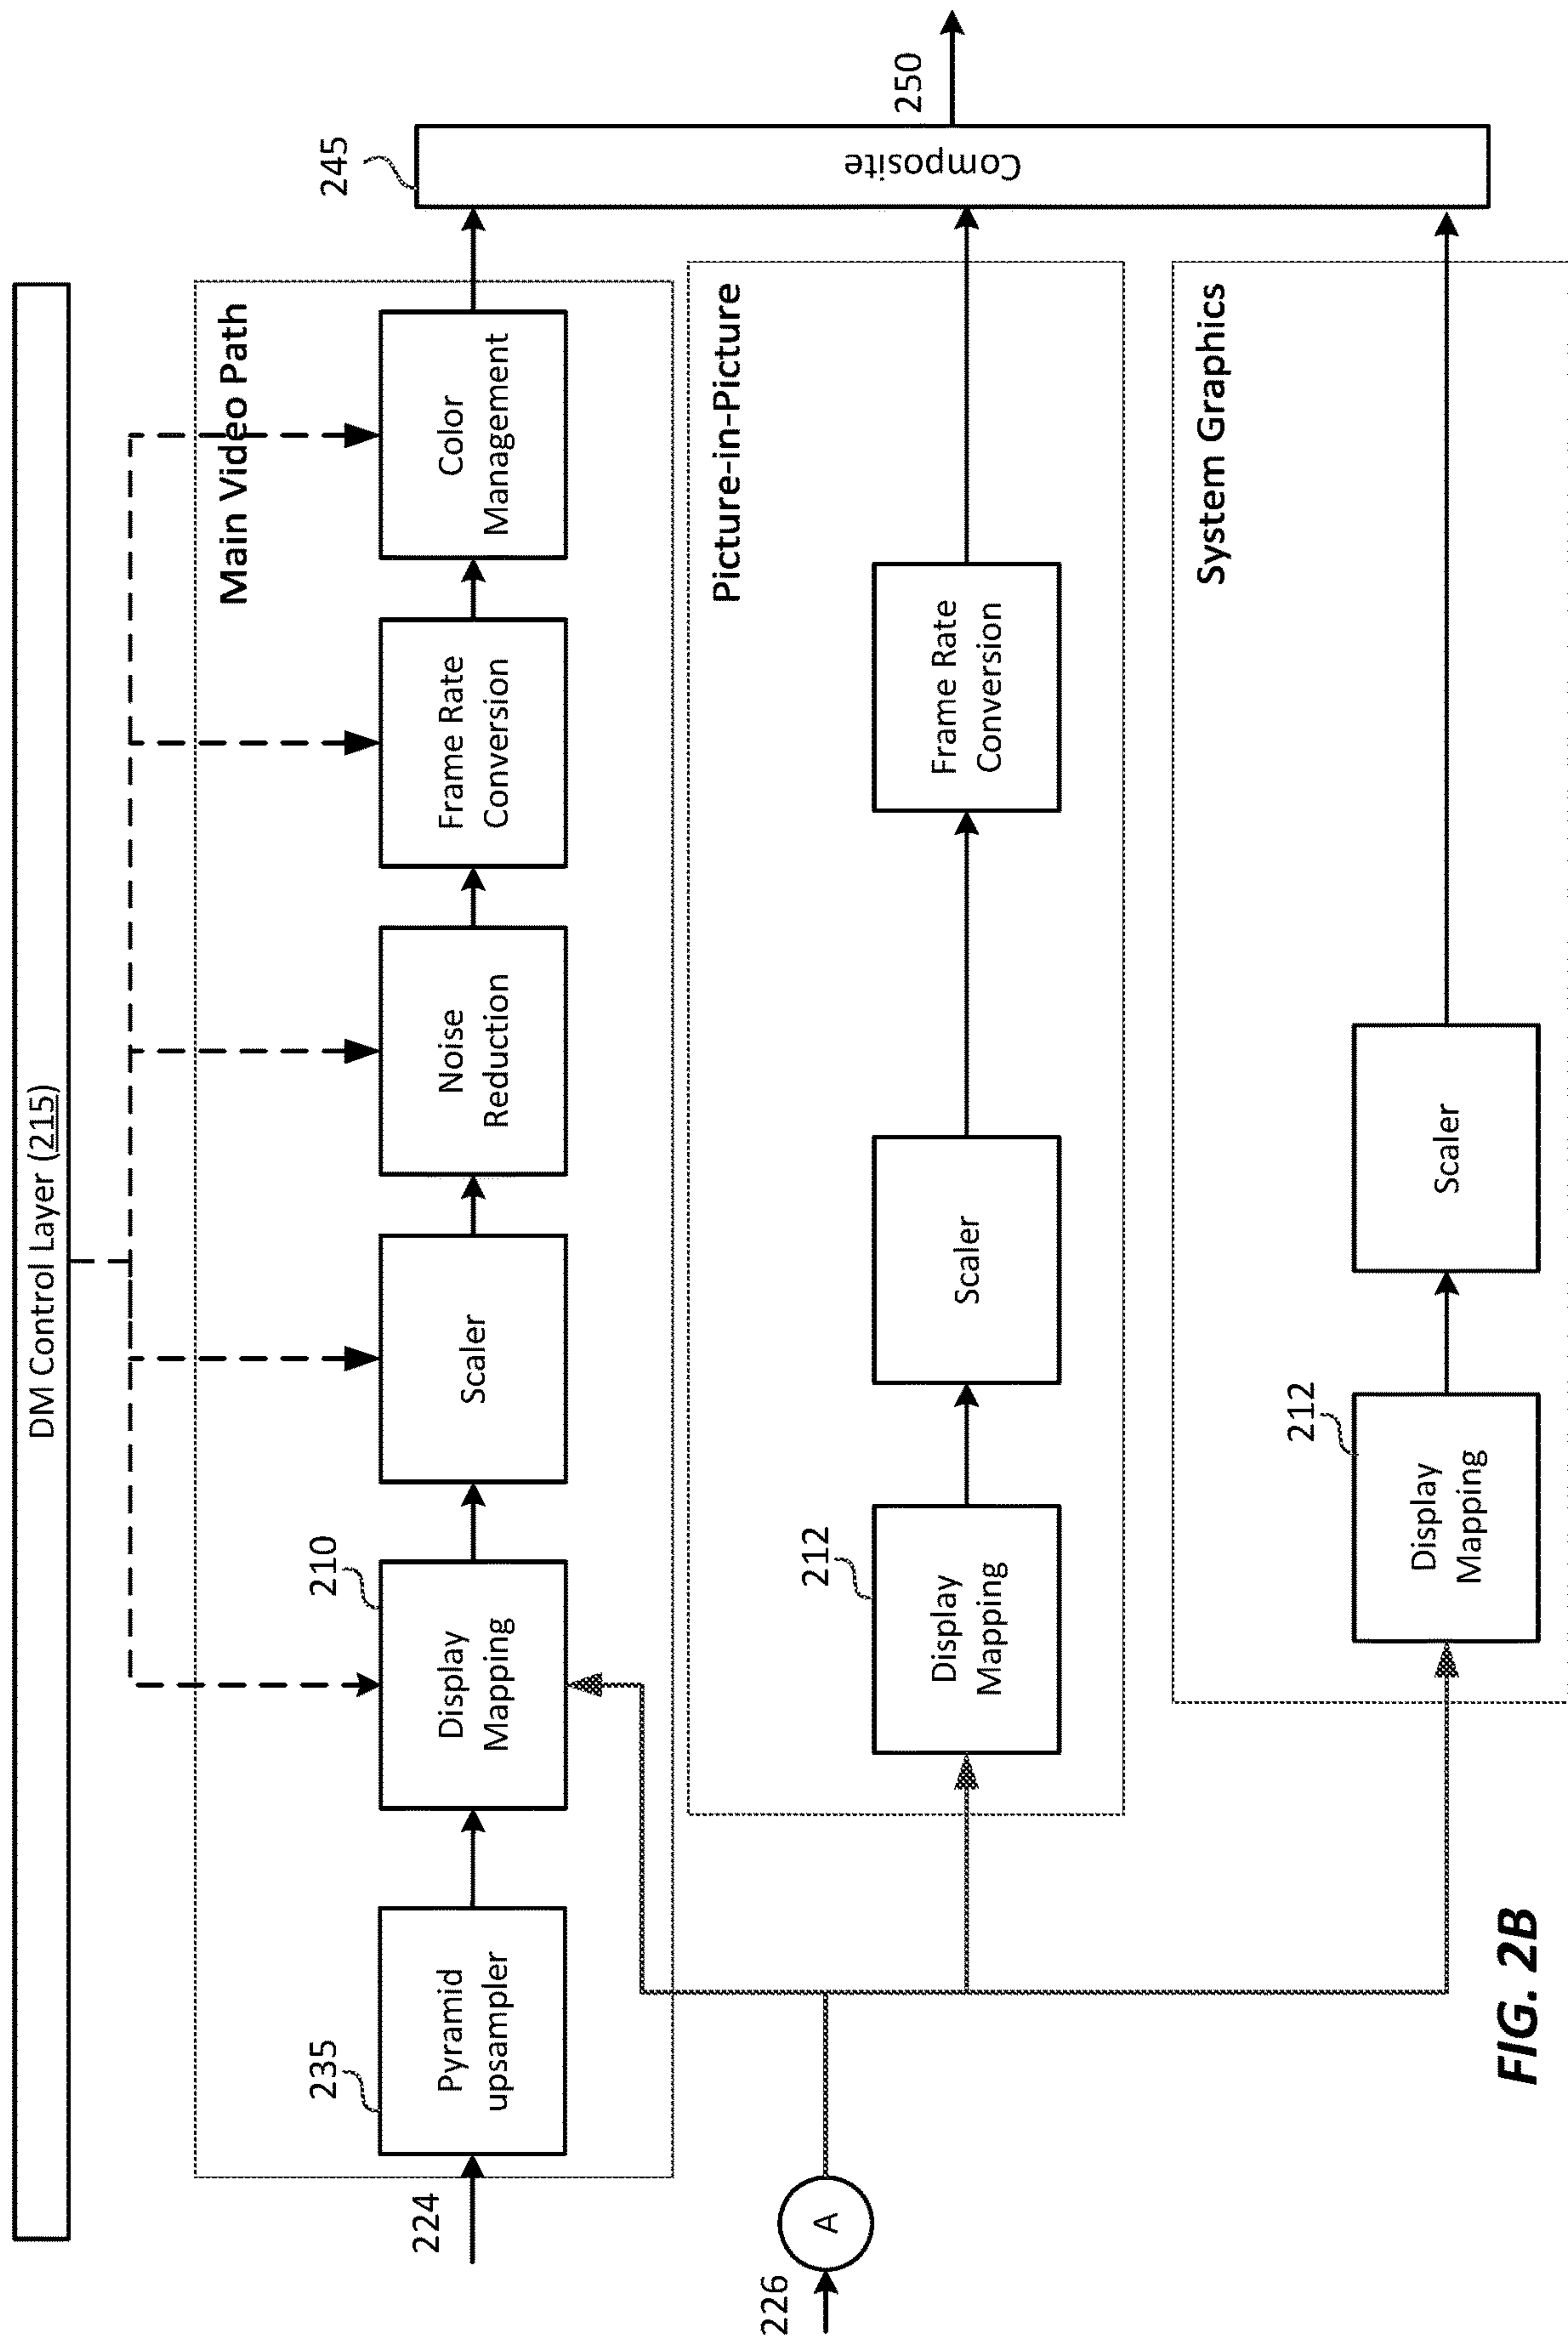 DM Control Layer (215)
Main Video Path
235
Pyramid
upsampler
224
210
Display
Mapping
Scaler
Noise
Reduction
Frame Rate
Conversion
Color
Management
245
Composite
250
226
A
Picture-in-Picture
212
Display
Mapping
Scaler
Frame Rate
Conversion
System Graphics
212
Display
Mapping
Scaler
FIG. 2B